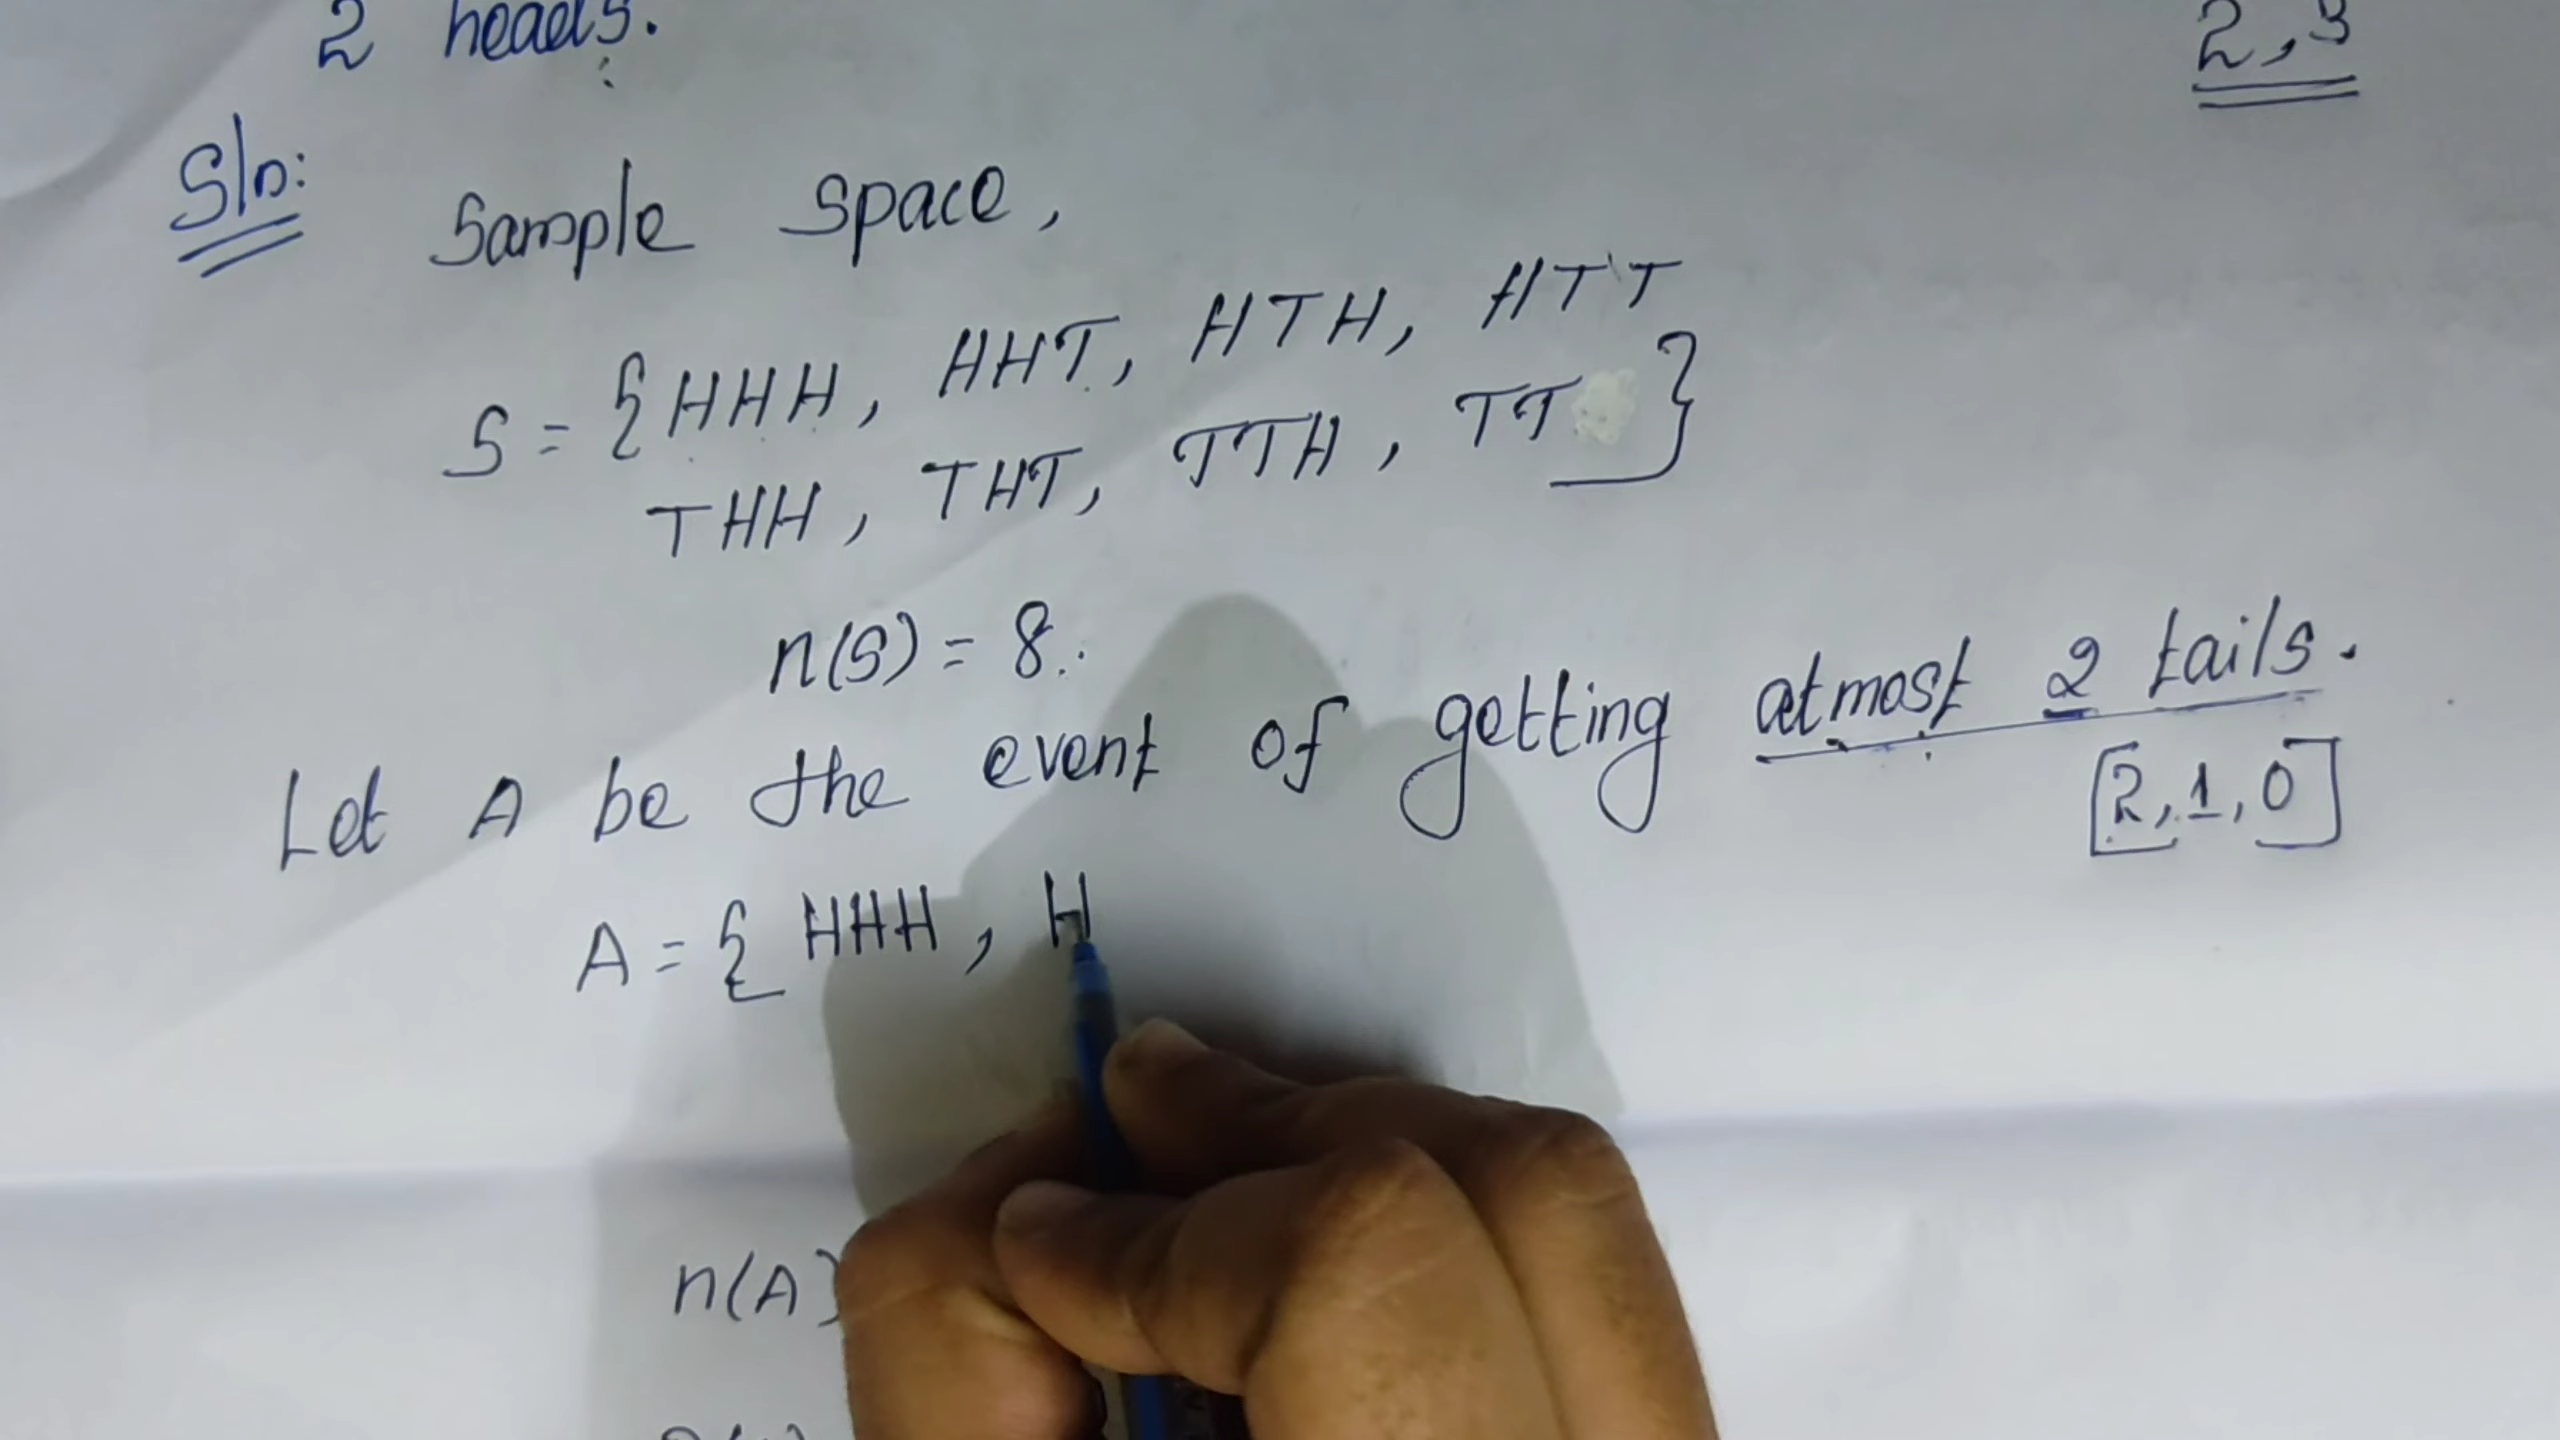 2 heads.
2,3
Sln:
Sample Space,
S = { HHH, HHT, HTH, HTT
THH, THT, TTH, TT }
n(S) = 8.
Let A be the event of getting atmost 2 tails.
[2,1,0]
A = { HHH, H
n(A)